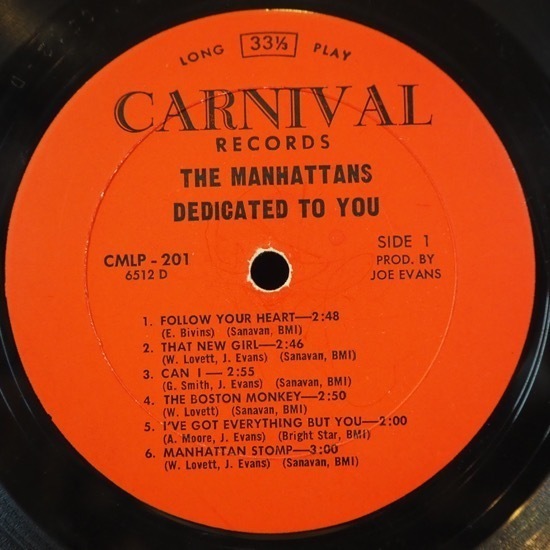 LONG 33⅓ PLAY
CARNIVAL
RECORDS
THE MANHATTANS
DEDICATED TO YOU
CMLP - 201
6512 D
SIDE 1
PROD. BY
JOE EVANS
1. FOLLOW YOUR HEART—2:48
(E. Bivins) (Sanavan, BMI)
2. THAT NEW GIRL—2:46
(W. Lovett, J. Evans) (Sanavan, BMI)
3. CAN I—2:55
(G. Smith, J. Evans) (Sanavan, BMI)
4. THE BOSTON MONKEY—2:50
(W. Lovett) (Sanavan, BMI)
5. I'VE GOT EVERYTHING BUT YOU—2:00
(A. Moore, J. Evans) (Bright Star, BMI)
6. MANHATTAN STOMP—3:00
(W. Lovett, J. Evans) (Sanavan, BMI)